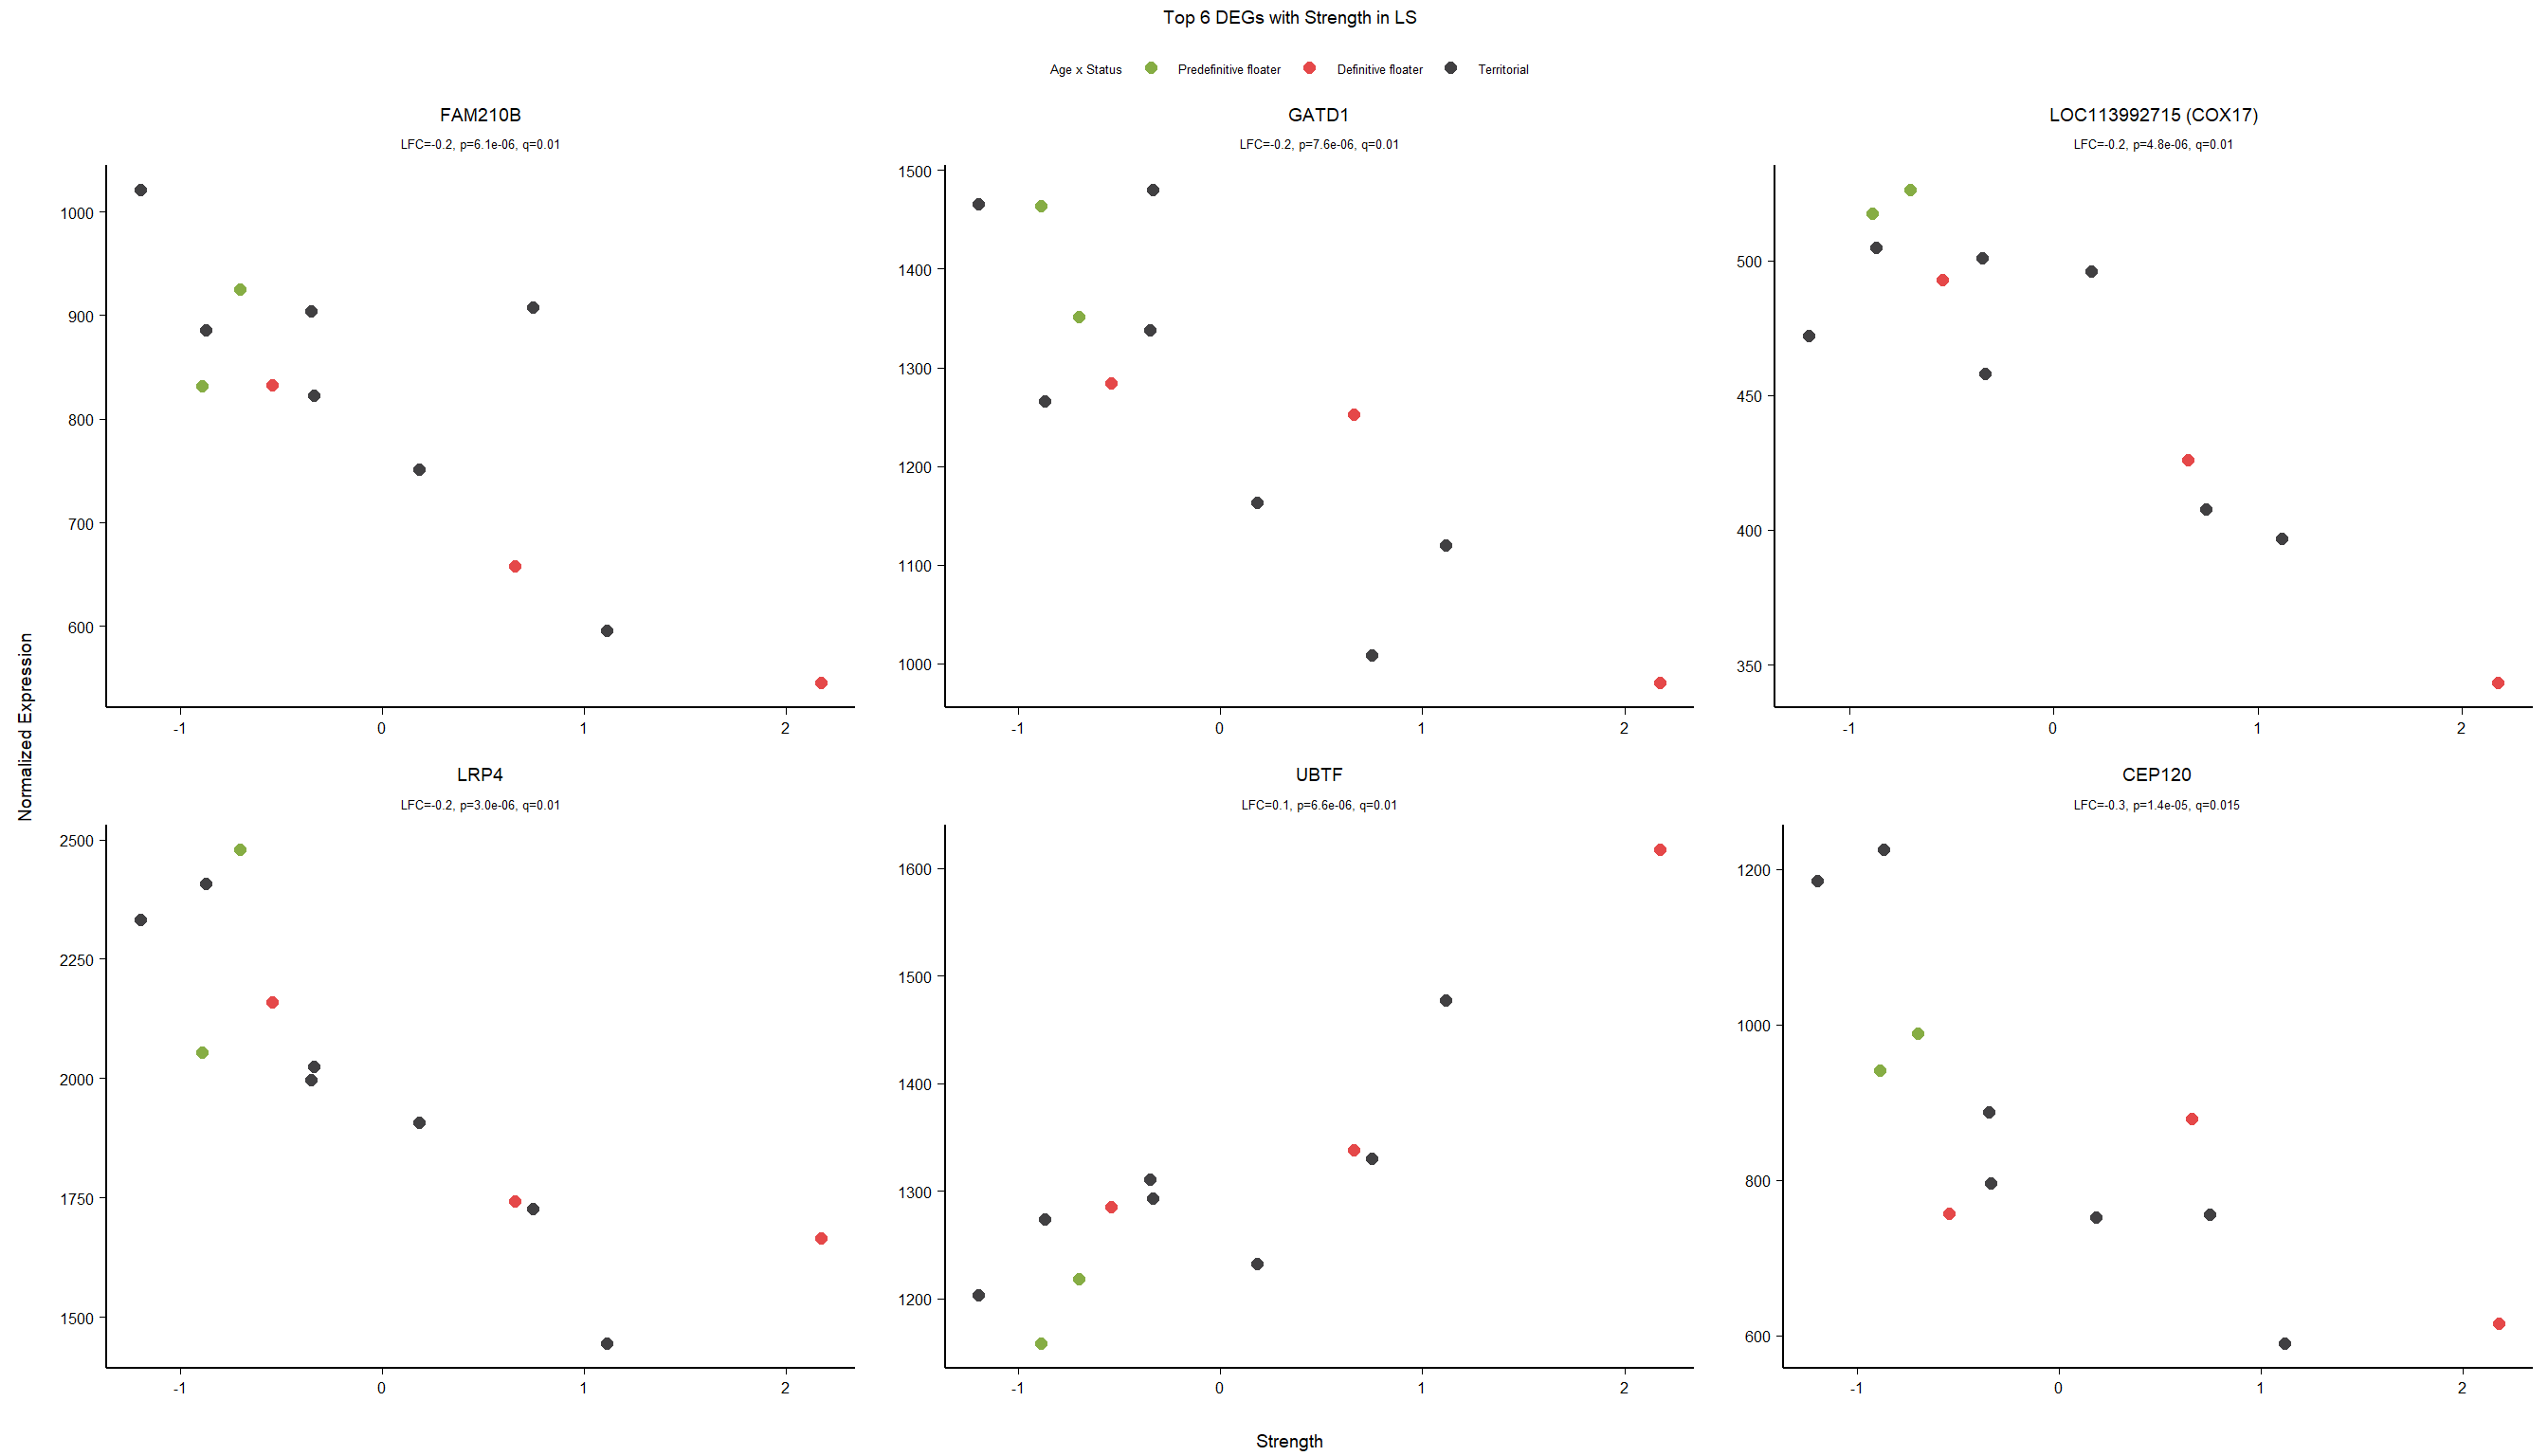 Top 6 DEGs with Strength in LS
Age x Status Predefinitive floater Definitive floater Territorial
FAM210B
LFC=-0.2, p=6.1e-06, q=0.01
1000
900
800
700
600
-1 0 1 2
GATD1
LFC=-0.2, p=7.6e-06, q=0.01
1500
1400
1300
1200
1100
1000
-1 0 1 2
LOC113992715 (COX17)
LFC=-0.2, p=4.8e-06, q=0.01
500
450
400
350
-1 0 1 2
Normalized Expression
LRP4
LFC=-0.2, p=3.0e-06, q=0.01
2500
2250
2000
1750
1500
-1 0 1 2
UBTF
LFC=0.1, p=6.6e-06, q=0.01
1600
1500
1400
1300
1200
-1 0 1 2
CEP120
LFC=-0.3, p=1.4e-05, q=0.015
1200
1000
800
600
-1 0 1 2
Strength